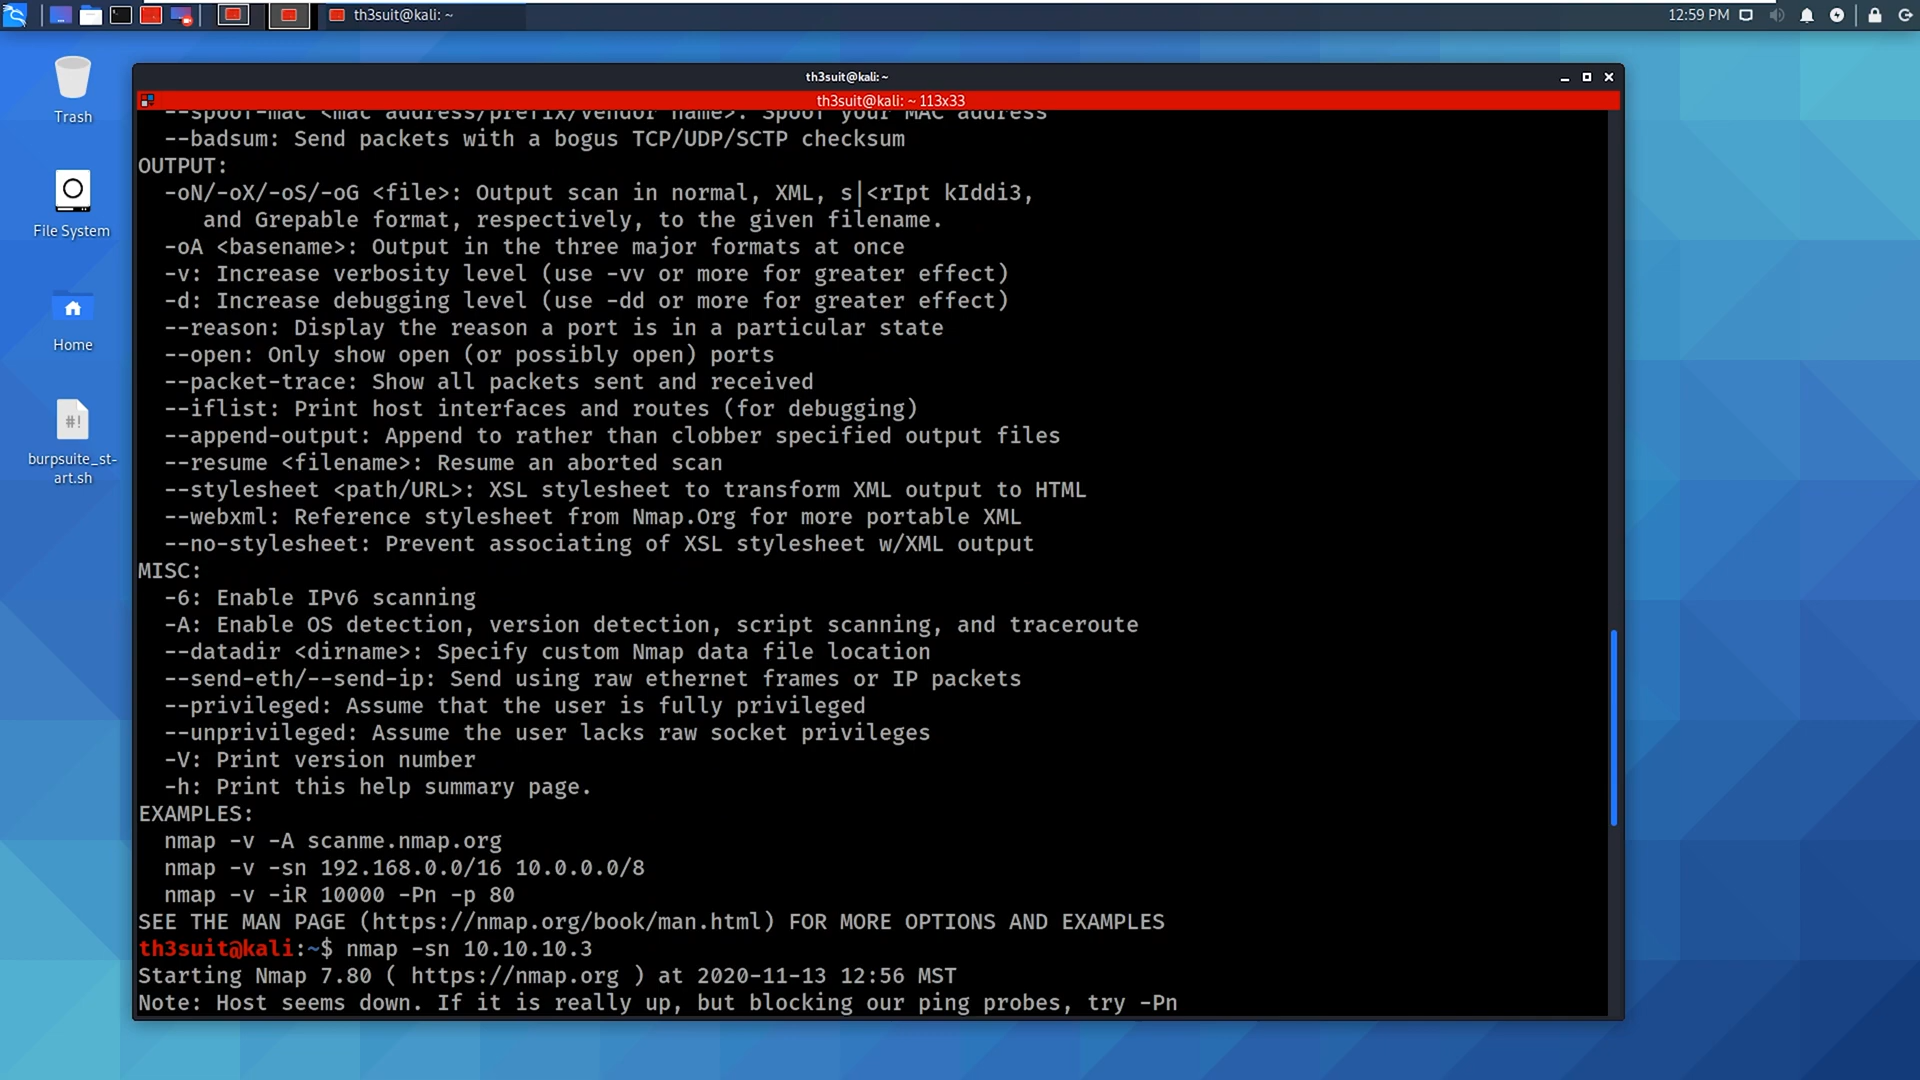 th3suit@kali: ~
12:59 PM
Trash
File System
Home
#!
burpsuite_st-
art.sh
th3suit@kali: ~
th3suit@kali: ~ 113x33
--spoof-mac <mac address/prefix/vendor name>: Spoof your MAC address
--badsum: Send packets with a bogus TCP/UDP/SCTP checksum
OUTPUT:
-oN/-oX/-oS/-oG <file>: Output scan in normal, XML, s|<rIpt kIddi3,
and Grepable format, respectively, to the given filename.
-oA <basename>: Output in the three major formats at once
-v: Increase verbosity level (use -vv or more for greater effect)
-d: Increase debugging level (use -dd or more for greater effect)
--reason: Display the reason a port is in a particular state
--open: Only show open (or possibly open) ports
--packet-trace: Show all packets sent and received
--iflist: Print host interfaces and routes (for debugging)
--append-output: Append to rather than clobber specified output files
--resume <filename>: Resume an aborted scan
--stylesheet <path/URL>: XSL stylesheet to transform XML output to HTML
--webxml: Reference stylesheet from Nmap.Org for more portable XML
--no-stylesheet: Prevent associating of XSL stylesheet w/XML output
MISC:
-6: Enable IPv6 scanning
-A: Enable OS detection, version detection, script scanning, and traceroute
--datadir <dirname>: Specify custom Nmap data file location
--send-eth/--send-ip: Send using raw ethernet frames or IP packets
--privileged: Assume that the user is fully privileged
--unprivileged: Assume the user lacks raw socket privileges
-V: Print version number
-h: Print this help summary page.
EXAMPLES:
nmap -v -A scanme.nmap.org
nmap -v -sn 192.168.0.0/16 10.0.0.0/8
nmap -v -iR 10000 -Pn -p 80
SEE THE MAN PAGE (https://nmap.org/book/man.html) FOR MORE OPTIONS AND EXAMPLES
th3suit@kali:~$ nmap -sn 10.10.10.3
Starting Nmap 7.80 ( https://nmap.org ) at 2020-11-13 12:56 MST
Note: Host seems down. If it is really up, but blocking our ping probes, try -Pn